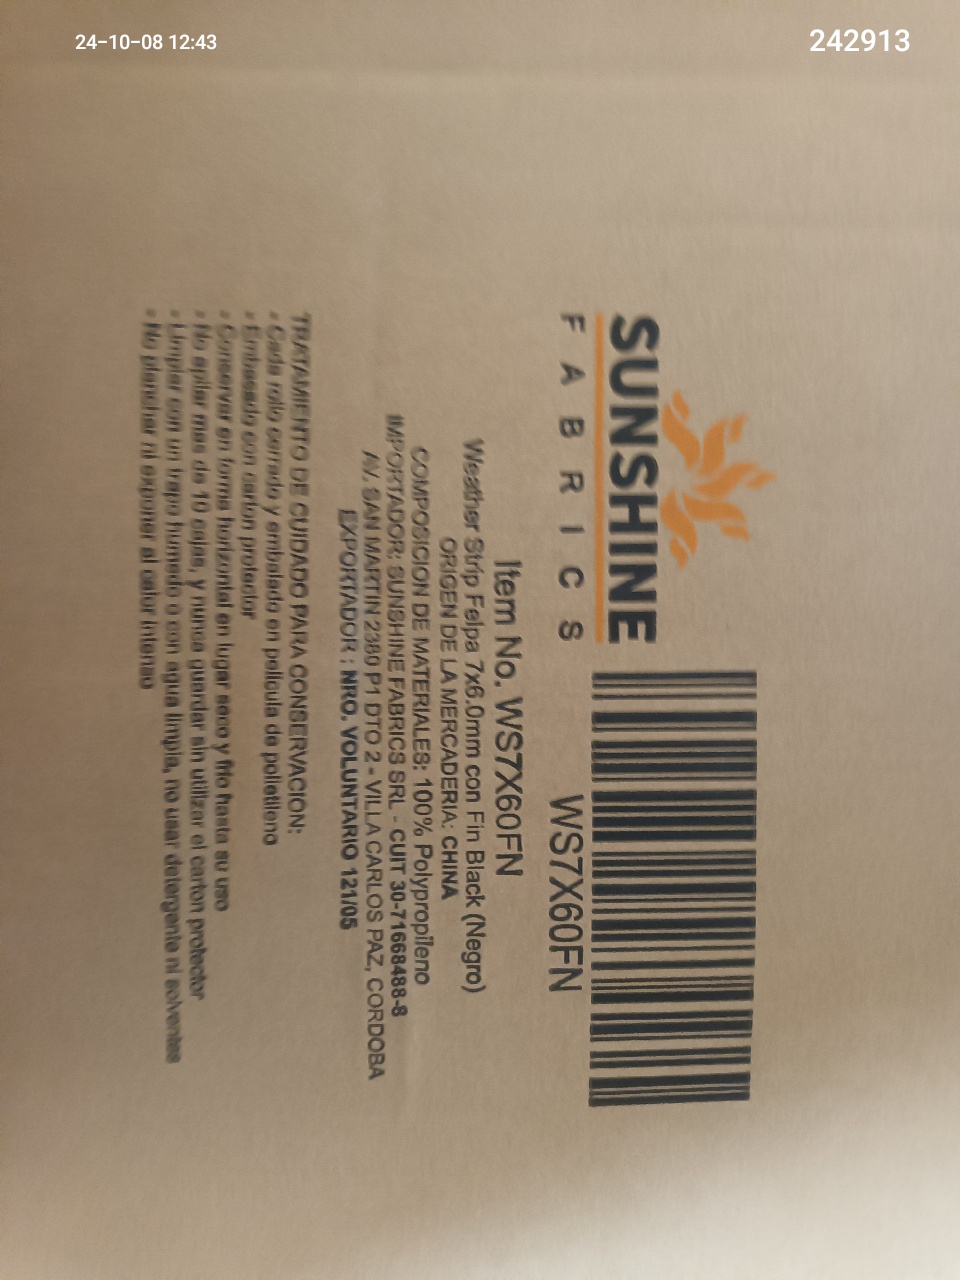 24-10-08 12:43
242913
SUNSHINE
FABRICS
WS7X60FN
Item No. WS7X60FN
Weather Strip Felpa 7x6.0mm con Fin Black (Negro)
ORIGEN DE LA MERCADERIA: CHINA
COMPOSICION DE MATERIALES: 100% Polypropileno
IMPORTADOR: SUNSHINE FABRICS SRL - CUIT 30-71668488-8
AV. SAN MARTIN 2380 P1 DTO 2 - VILLA CARLOS PAZ, CORDOBA
EXPORTADOR : NRO. VOLUNTARIO 121/05
TRATAMIENTO DE CUIDADO PARA CONSERVACION:
- Cada rollo cerrado y embalado en pelicula de polietileno
- Embasado con carton protector
- Conservar en forma horizontal en lugar seco y frio hasta su uso
- No apilar mas de 10 cajas, y nunca guardar sin utilizar el carton protector
- Limpiar con un trapo humedo o con agua limpia, no usar detergente ni solventes
- No planchar ni exponer al calor intenso